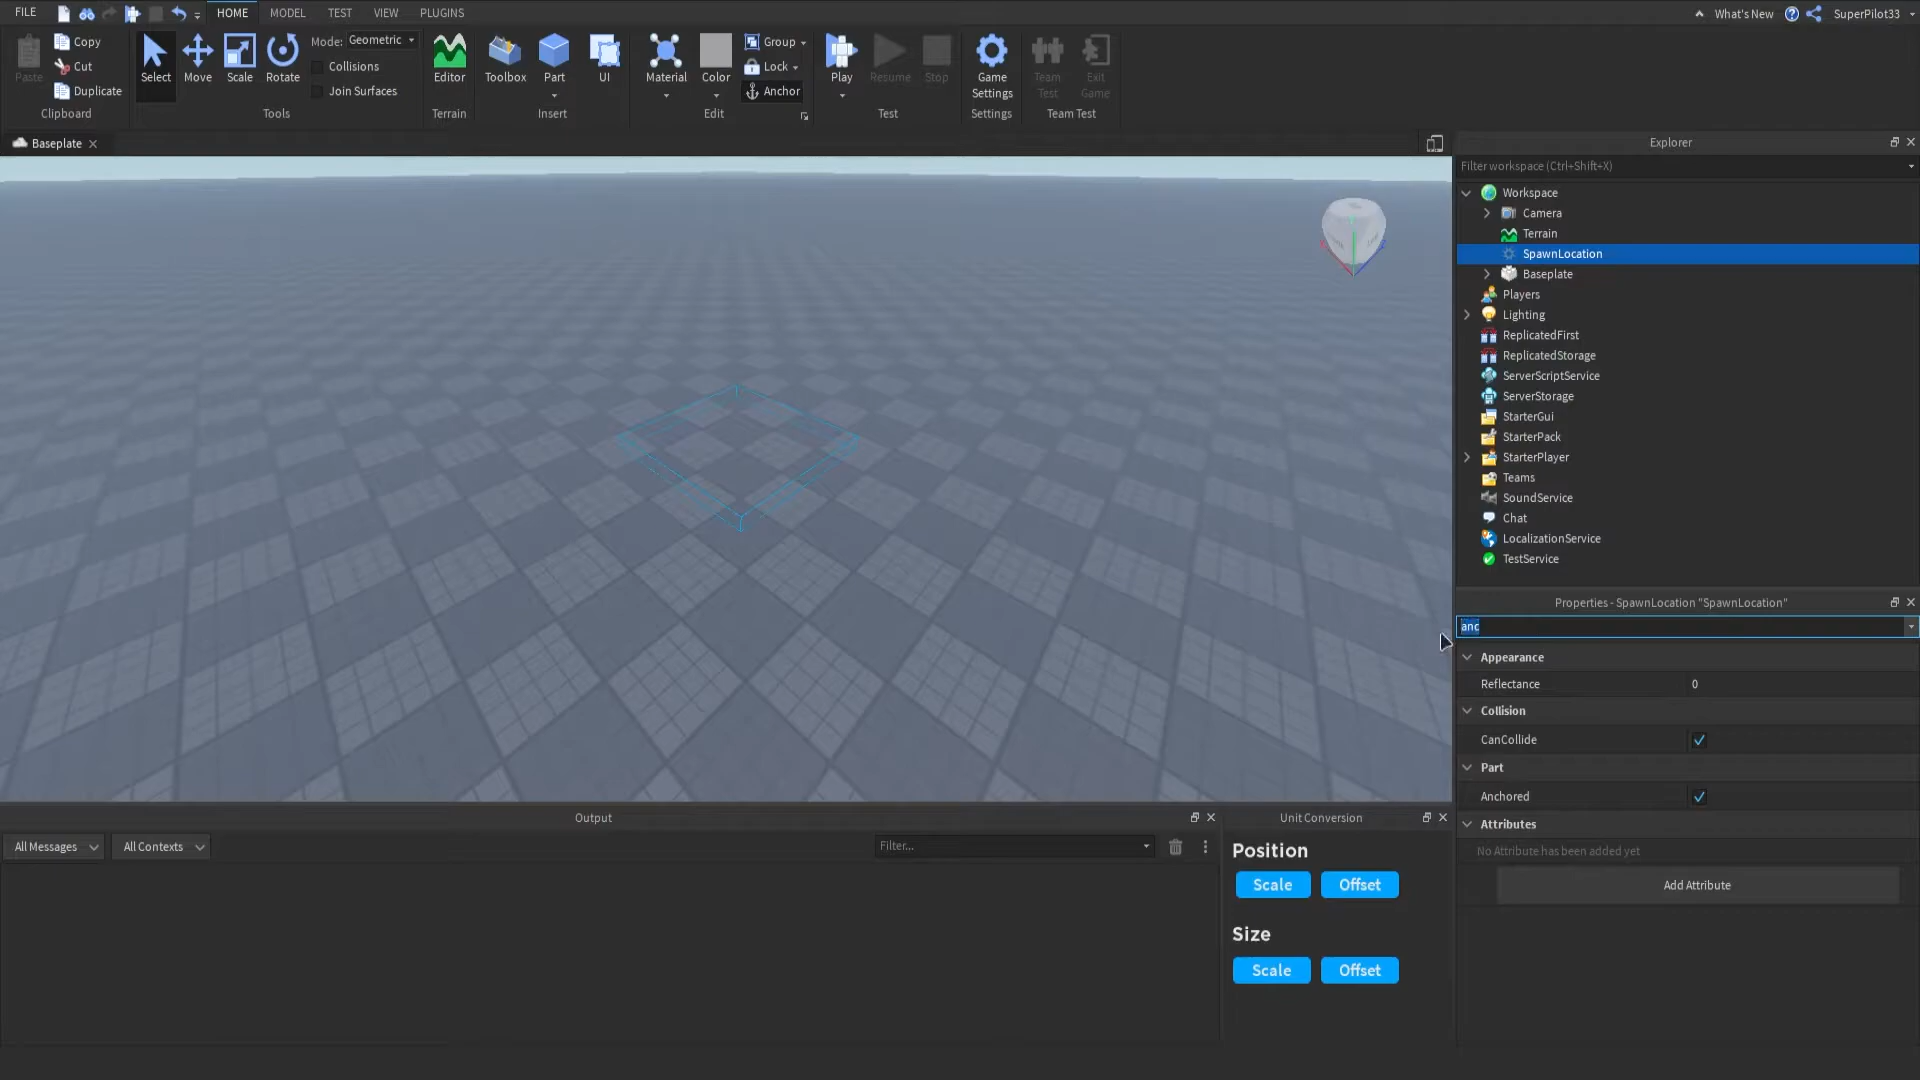 FILE
HOME
MODEL
TEST
VIEW
PLUGINS
What's New
SuperPilot33
Paste
Copy
Cut
Duplicate
Clipboard
Select
Move
Scale
Rotate
Mode: Geometric
Collisions
Join Surfaces
Tools
Editor
Terrain
Toolbox
Part
UI
Insert
Material
Color
Group
Lock
Anchor
Edit
Play
Resume
Stop
Test
Game
Settings
Settings
Team
Test
Exit
Game
Team Test
Baseplate
Explorer
Filter workspace (Ctrl+Shift+X)
Workspace
Camera
Terrain
SpawnLocation
Baseplate
Players
Lighting
ReplicatedFirst
ReplicatedStorage
ServerScriptService
ServerStorage
StarterGui
StarterPack
StarterPlayer
Teams
SoundService
Chat
LocalizationService
TestService
Properties - SpawnLocation "SpawnLocation"
anc
Appearance
Reflectance 0
Collision
CanCollide
Part
Anchored
Attributes
No Attribute has been added yet
Add Attribute
Output
All Messages
All Contexts
Filter...
Unit Conversion
Position
Scale Offset
Size
Scale Offset